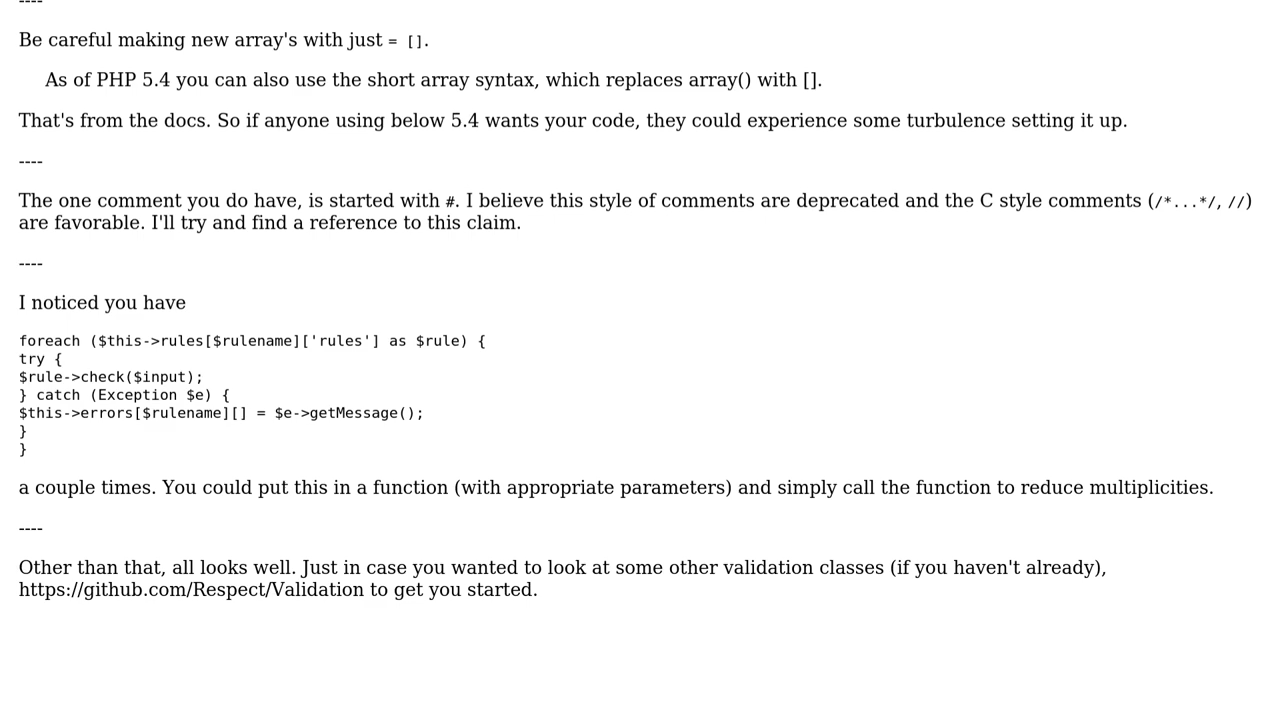 ----
Be careful making new array's with just = [].
As of PHP 5.4 you can also use the short array syntax, which replaces array() with [].
That's from the docs. So if anyone using below 5.4 wants your code, they could experience some turbulence setting it up.
----
The one comment you do have, is started with #. I believe this style of comments are deprecated and the C style comments (/*...*/, //)
are favorable. I'll try and find a reference to this claim.
----
I noticed you have
foreach ($this->rules[$rulename]['rules'] as $rule) {
try {
$rule->check($input);
} catch (Exception $e) {
$this->errors[$rulename][] = $e->getMessage();
}
}
a couple times. You could put this in a function (with appropriate parameters) and simply call the function to reduce multiplicities.
----
Other than that, all looks well. Just in case you wanted to look at some other validation classes (if you haven't already),
https://github.com/Respect/Validation to get you started.